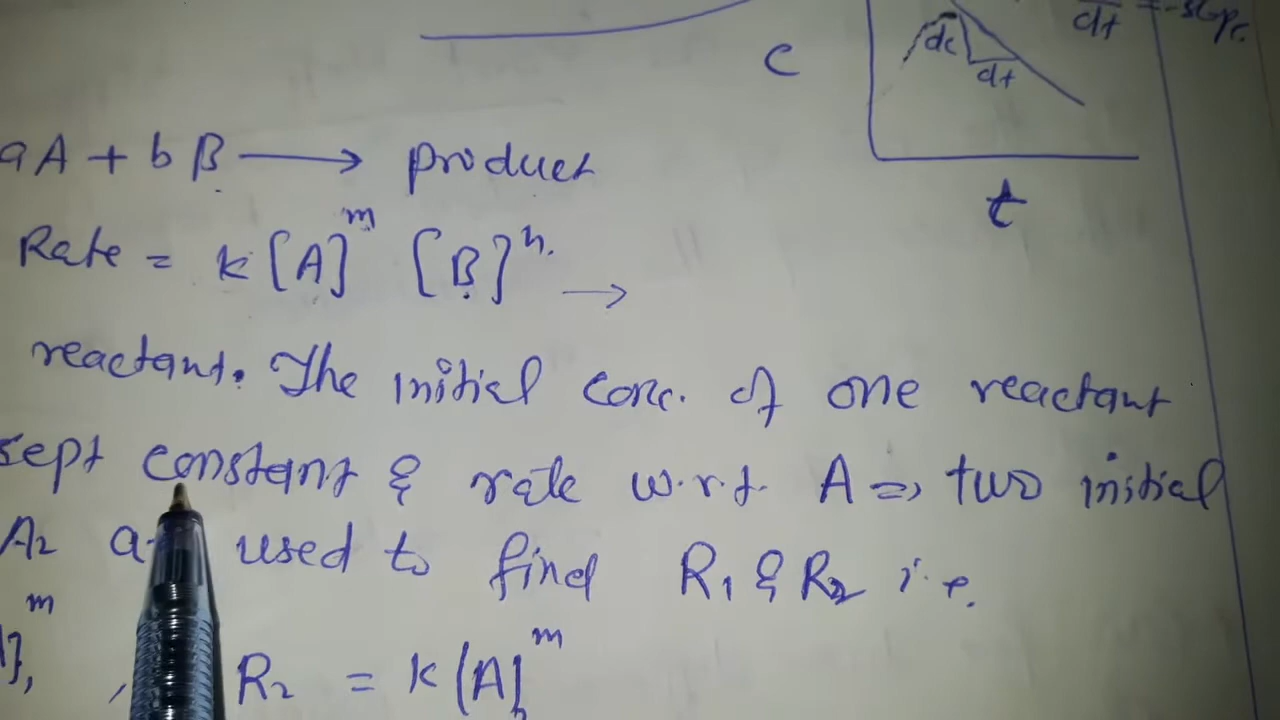 dt = -slope.
c
dc
dt
t
aA + bB → product
Rate = k[A]^m [B]^n. →
reactant. The initial conc. of one reactant
kept constant & rate w.r.t. A ⇒ two initial
A2 used to find R1 & R2 i.e.
m
R2 = k[A]^m